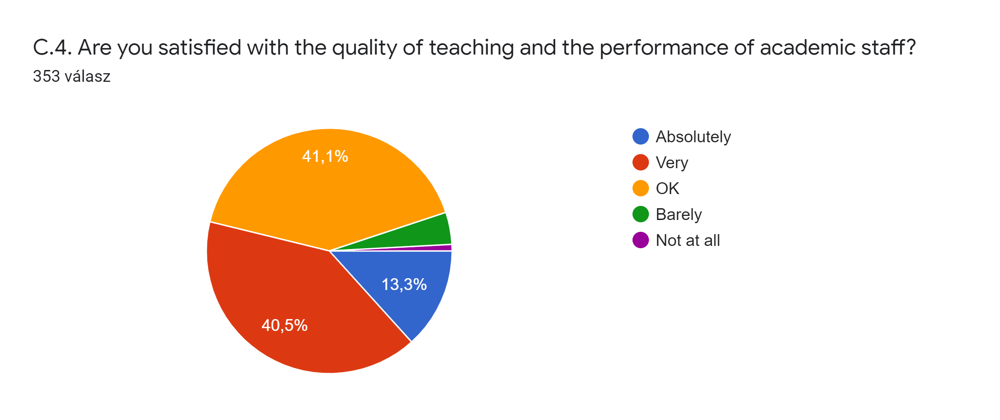 C.4. Are you satisfied with the quality of teaching and the performance of academic staff?
353 válasz
41,1%
13,3%
40,5%
Absolutely
Very
OK
Barely
Not at all